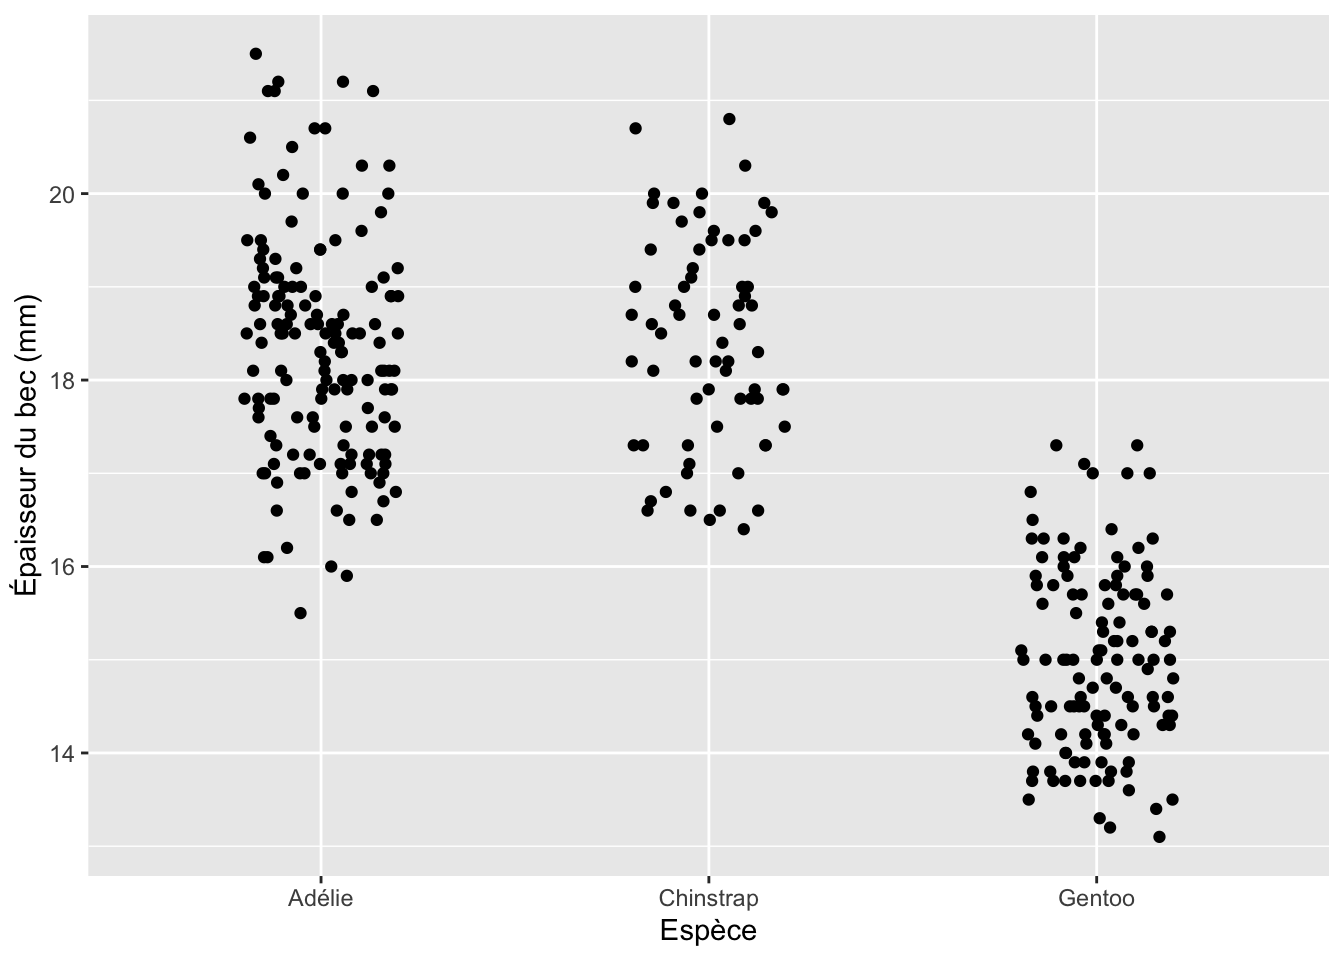 Épaisseur du bec (mm)
20
18
16
14
Adélie
Chinstrap
Gentoo
Espèce